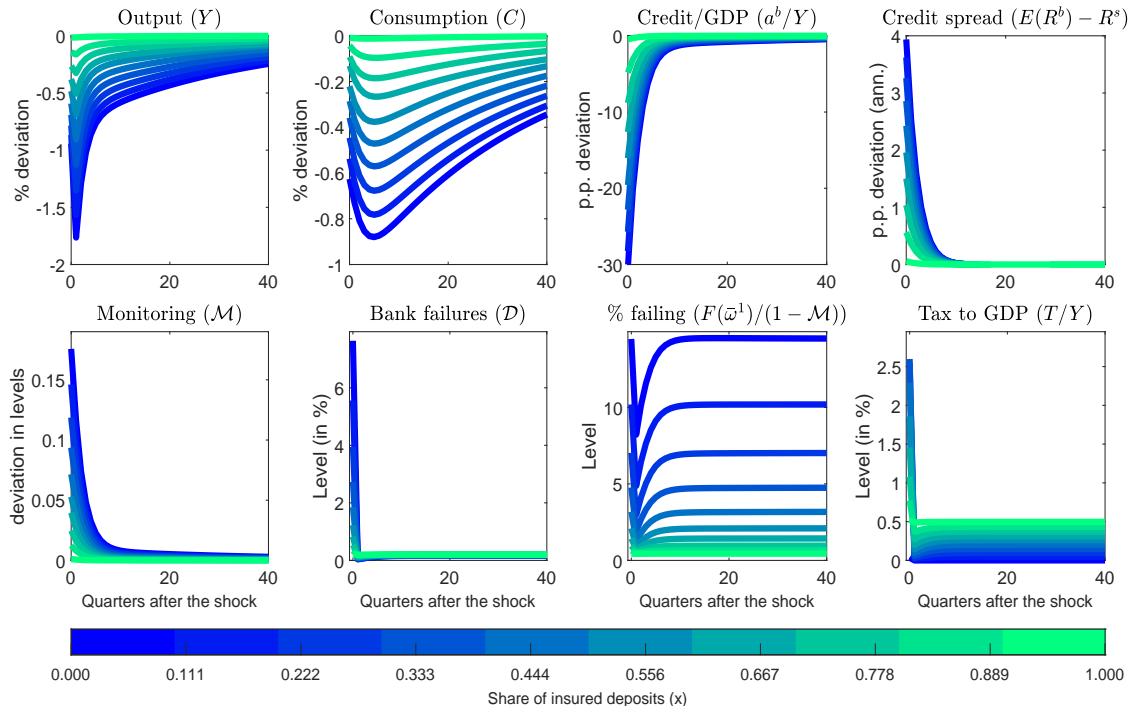 Output (Y)
Consumption (C)
Credit/GDP (a^b/Y)
Credit spread (E(R^b) − R^s)
% deviation
0
-0.5
-1
-1.5
-2
0
20
40
% deviation
0
-0.2
-0.4
-0.6
-0.8
-1
0
20
40
p.p. deviation
0
-10
-20
-30
0
20
40
p.p. deviation (ann.)
4
3
2
1
0
0
20
40
Monitoring (ℳ)
Bank failures (𝒟)
% failing (F(ω̄^1)/(1 − ℳ))
Tax to GDP (T/Y)
deviation in levels
0.15
0.1
0.05
0
0
20
40
Quarters after the shock
Level (in %)
6
4
2
0
0
20
40
Quarters after the shock
Level
10
5
0
0
20
40
Quarters after the shock
Level (in %)
2.5
2
1.5
1
0.5
0
0
20
40
Quarters after the shock
0.000 0.111 0.222 0.333 0.444 0.556 0.667 0.778 0.889 1.000
Share of insured deposits (x)